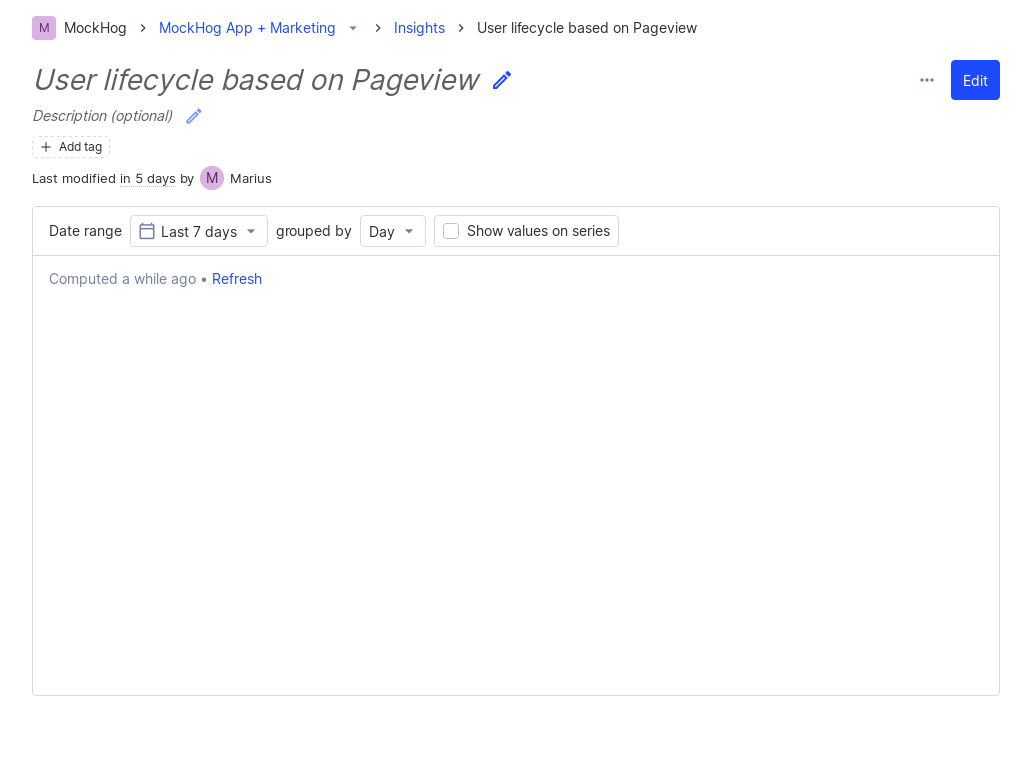 M MockHog > MockHog App + Marketing > Insights > User lifecycle based on Pageview
User lifecycle based on Pageview
Edit
Description (optional)
Add tag
Last modified in 5 days by M Marius
Date range Last 7 days grouped by Day Show values on series
Computed a while ago • Refresh